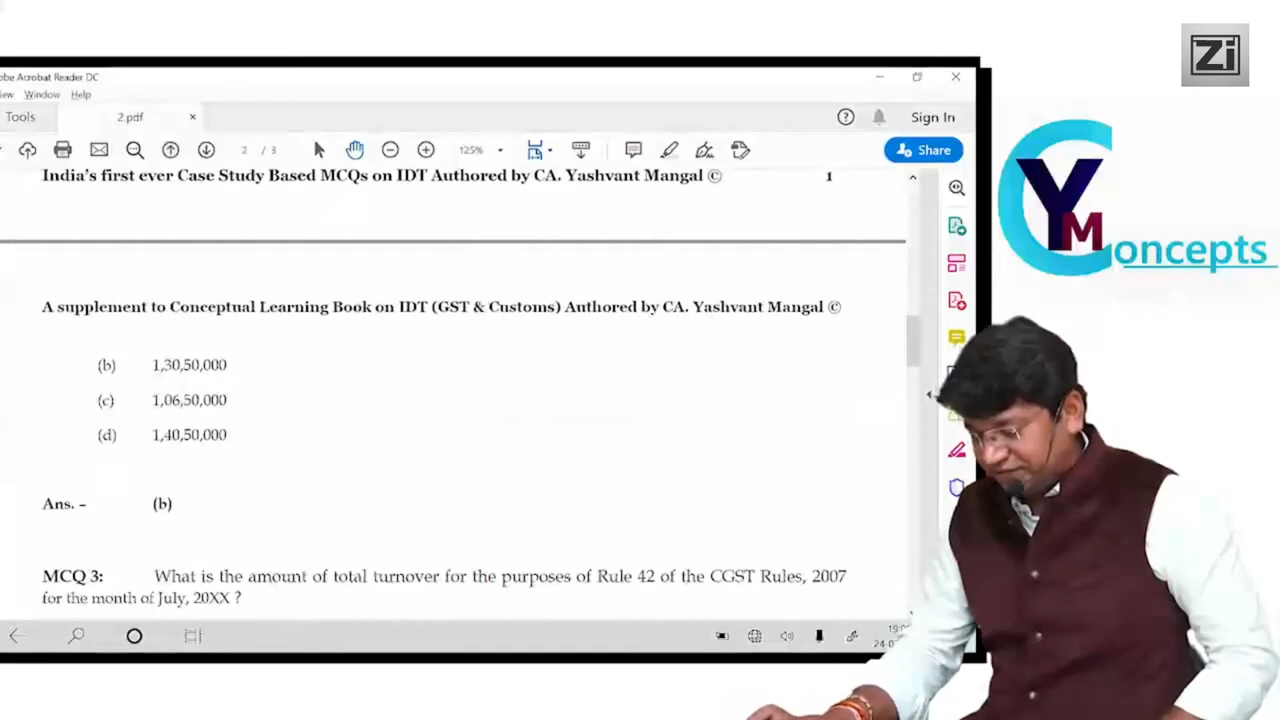 Zi
obe Acrobat Reader DC
iew Window Help
Tools 2.pdf Sign In
2 / 3 125% Share
India's first ever Case Study Based MCQs on IDT Authored by CA. Yashvant Mangal © 1
A supplement to Conceptual Learning Book on IDT (GST & Customs) Authored by CA. Yashvant Mangal ©
(b) 1,30,50,000
(c) 1,06,50,000
(d) 1,40,50,000
Ans. – (b)
MCQ 3: What is the amount of total turnover for the purposes of Rule 42 of the CGST Rules, 2007
for the month of July, 20XX ?
YM
Concepts